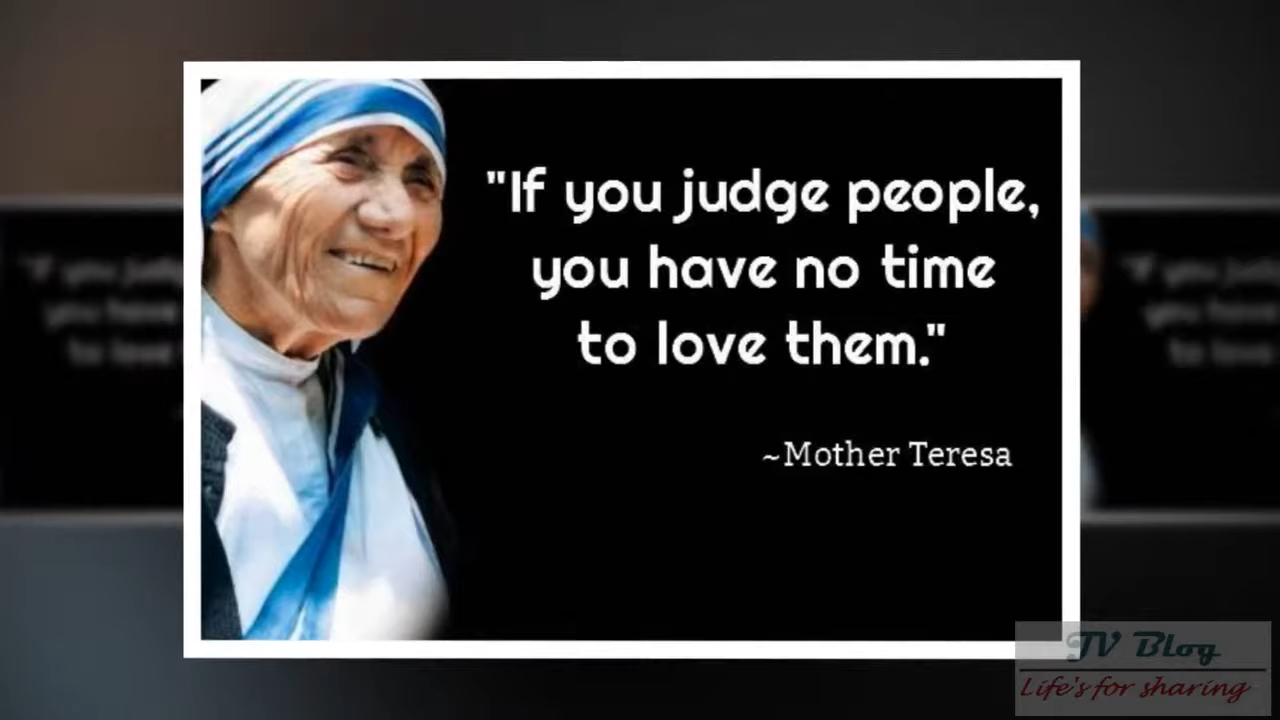 "If you judge people,
you have no time
to love them."
~Mother Teresa
TV Blog
Life's for sharing